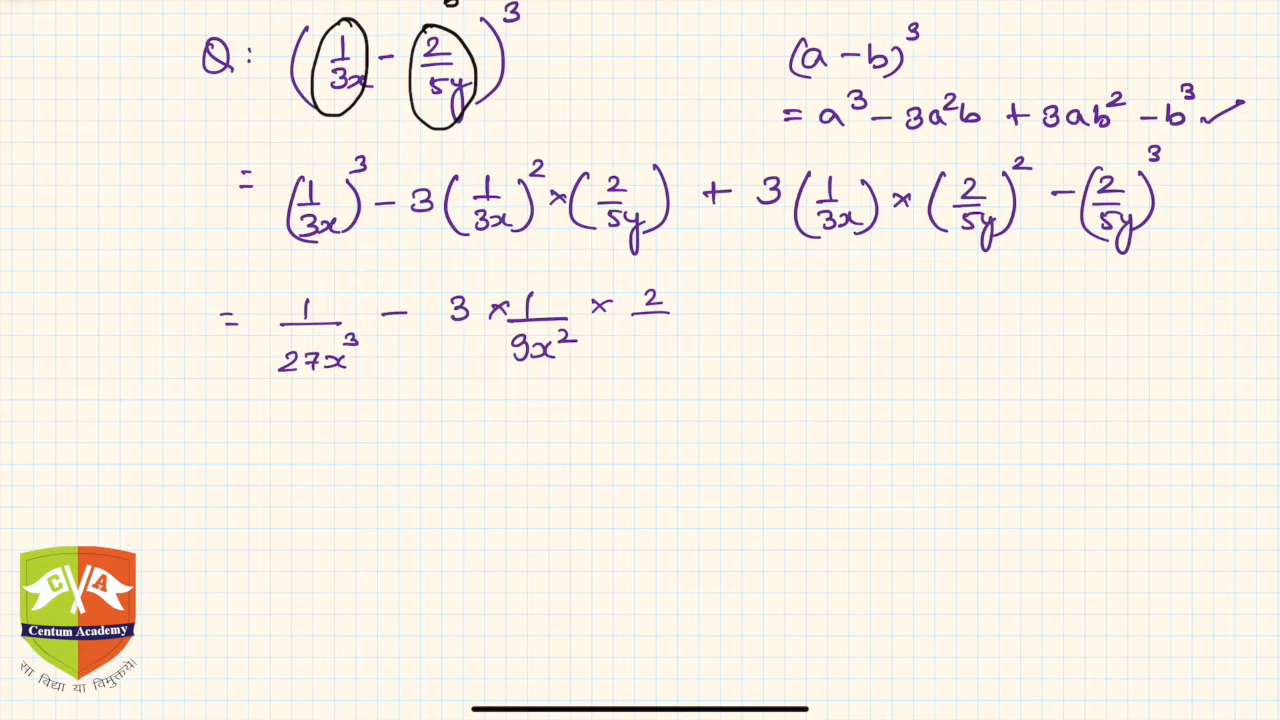 Q: (1/3x - 2/5y)³
(a - b)³
= a³ - 3a²b + 3ab² - b³ ✓
= (1/3x)³ - 3(1/3x)² × (2/5y) + 3(1/3x) × (2/5y)² - (2/5y)³
= 1/27x³ - 3 × 1/9x² × 2/
C A
Centum Academy
सा विद्या या विमुक्तये।